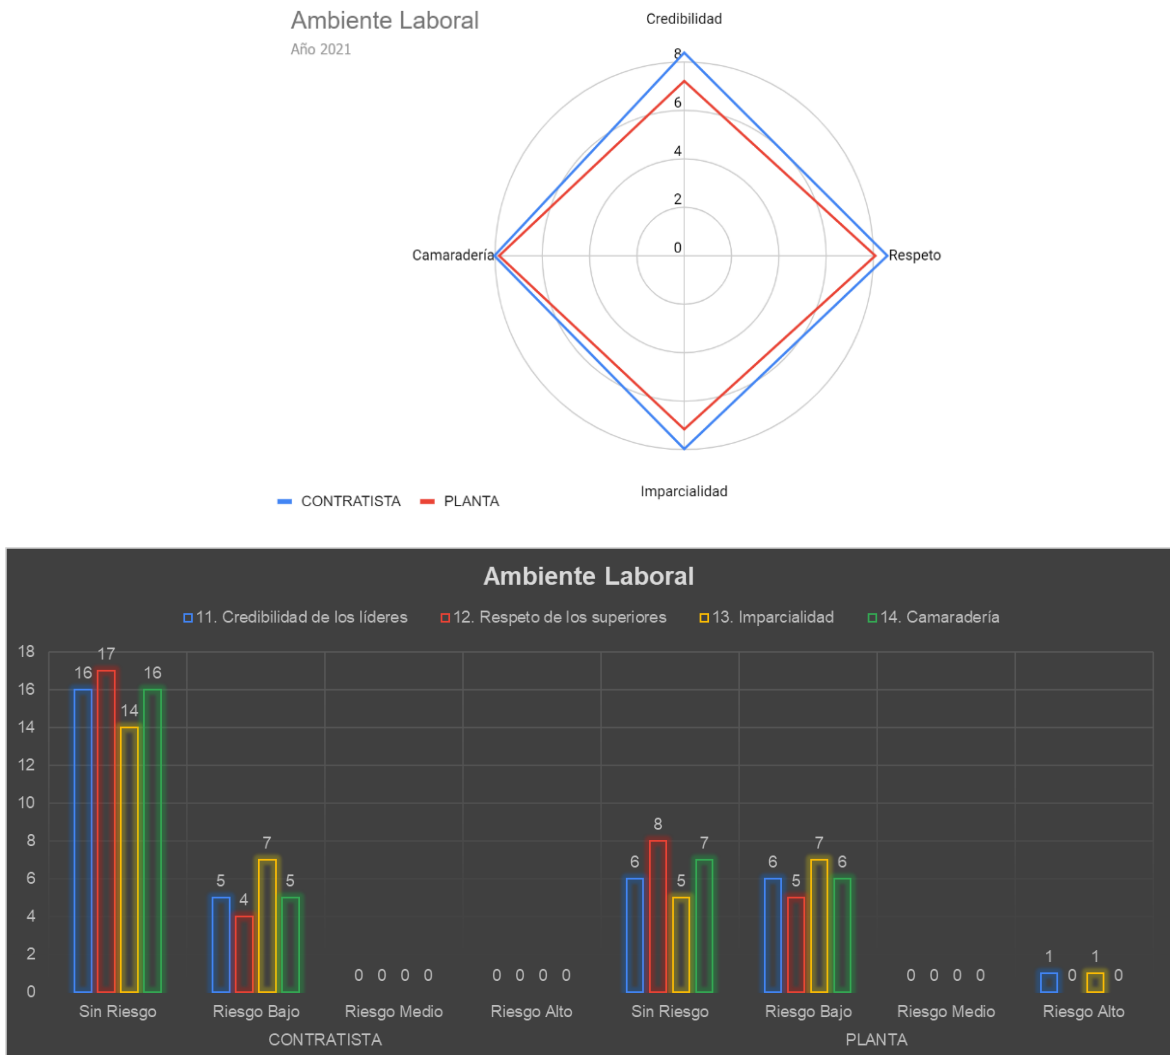 Ambiente Laboral
Año 2021
Credibilidad
8
6
4
2
0
Camaradería
Respeto
Imparcialidad
CONTRATISTA PLANTA
Ambiente Laboral
11. Credibilidad de los líderes 12. Respeto de los superiores 13. Imparcialidad 14. Camaradería
18
16
14
12
10
8
6
4
2
0
16 17 14 16
5 4 7 5
0 0 0 0
0 0 0 0
6 8 5 7
6 5 7 6
0 0 0 0
1 0 1 0
Sin Riesgo Riesgo Bajo Riesgo Medio Riesgo Alto Sin Riesgo Riesgo Bajo Riesgo Medio Riesgo Alto
CONTRATISTA PLANTA